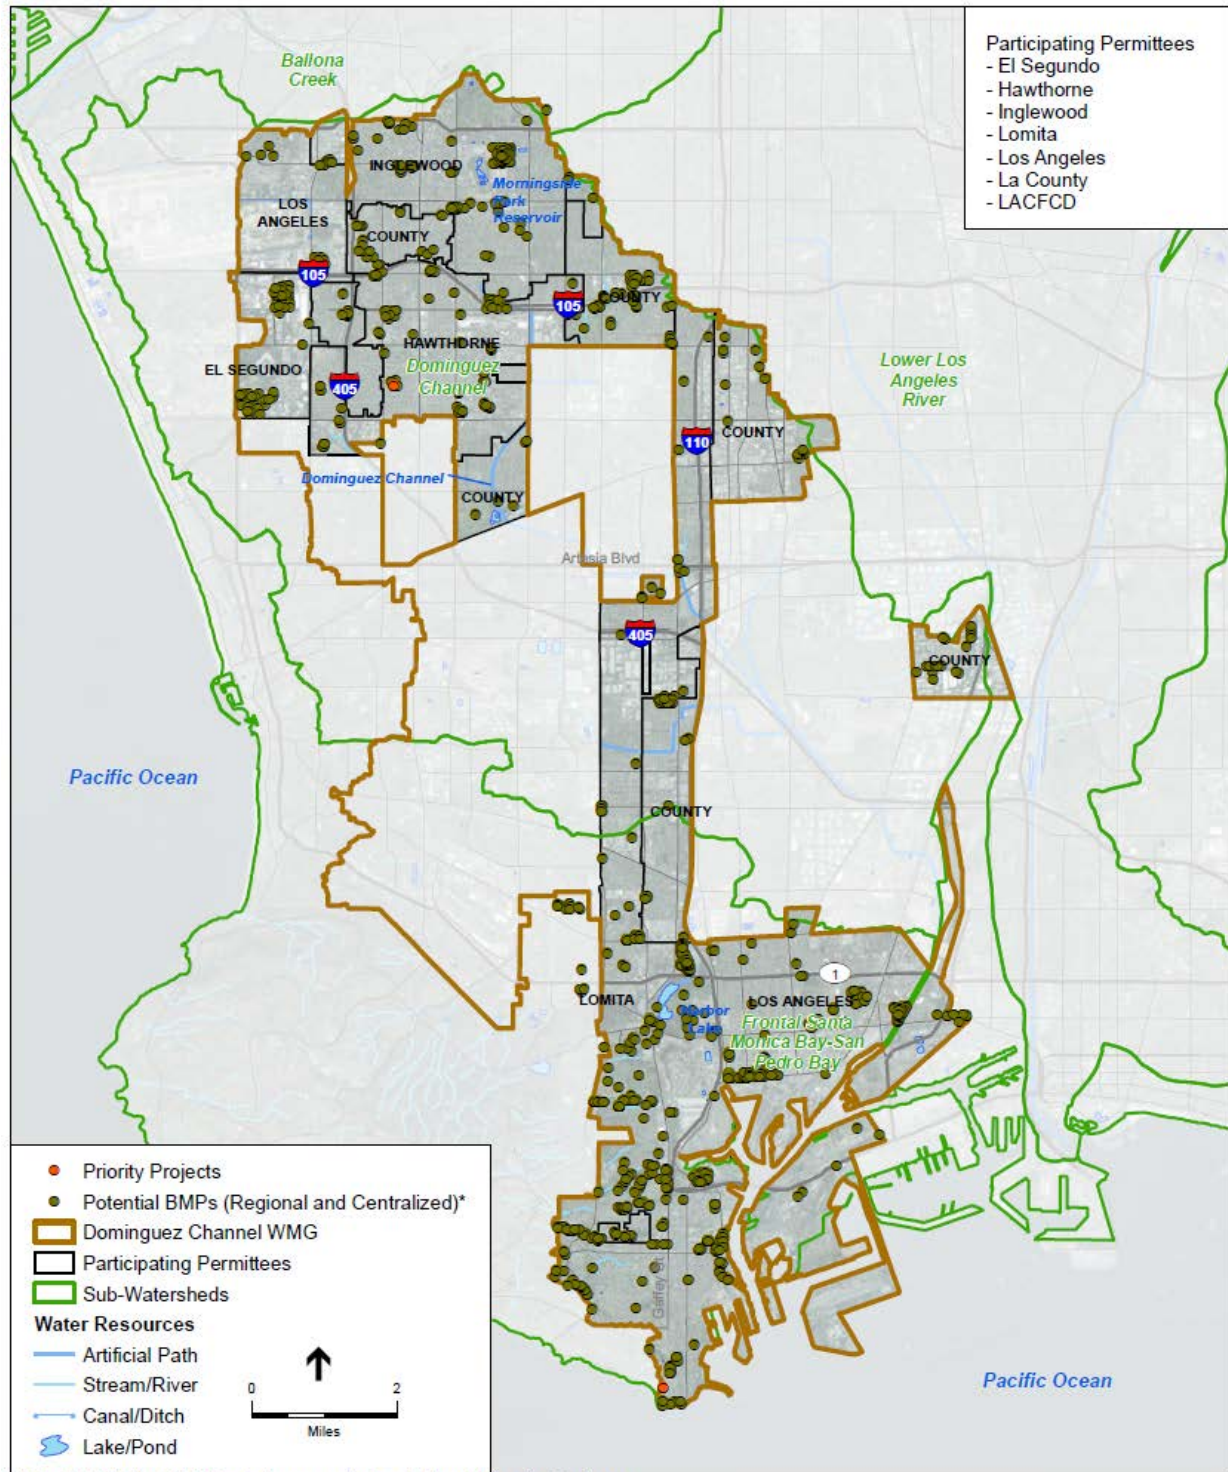 Ballona
Creek
Participating Permittees
- El Segundo
- Hawthorne
- Inglewood
- Lomita
- Los Angeles
- La County
- LACFCD
INGLEWOOD
Morningside
Park
Reservoir
LOS
ANGELES
COUNTY
105
105
COUNTY
HAWTHORNE
Dominguez
Channel
EL SEGUNDO
405
Lower Los
Angeles
River
110
COUNTY
Dominguez Channel
COUNTY
Artesia Blvd
405
COUNTY
Pacific Ocean
COUNTY
1
LOMITA
LOS ANGELES
Harbor
Lake
Frontal Santa
Monica Bay-San
Pedro Bay
Gaffey St
Pacific Ocean
Priority Projects
Potential BMPs (Regional and Centralized)*
Dominguez Channel WMG
Participating Permittees
Sub-Watersheds
Water Resources
Artificial Path
Stream/River
Canal/Ditch
Lake/Pond
0 2
Miles